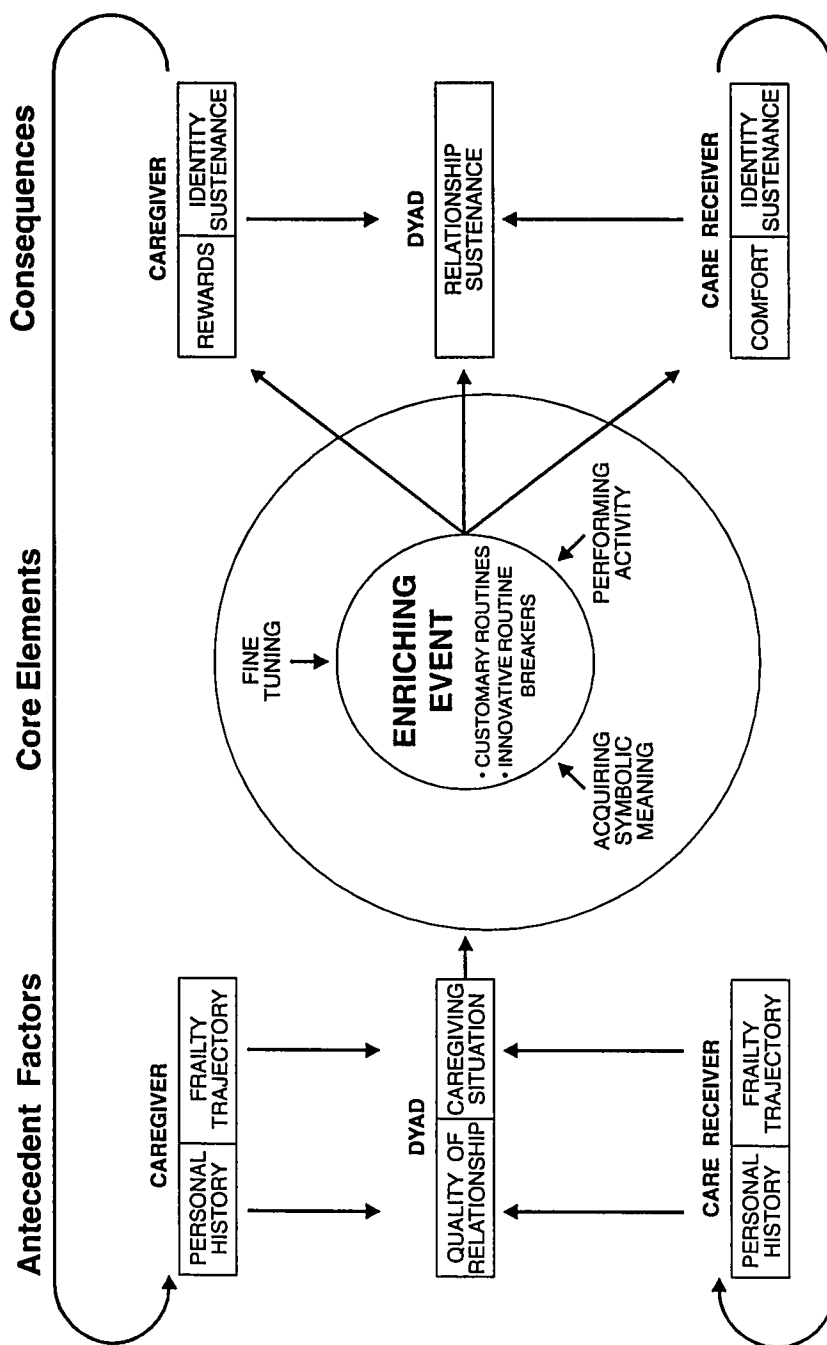 Antecedent Factors
Core Elements
Consequences
CAREGIVER
PERSONAL
HISTORY
FRAILTY
TRAJECTORY
DYAD
QUALITY OF
RELATIONSHIP
CAREGIVING
SITUATION
CARE RECEIVER
PERSONAL
HISTORY
FRAILTY
TRAJECTORY
FINE
TUNING
ENRICHING
EVENT
• CUSTOMARY ROUTINES
• INNOVATIVE ROUTINE
BREAKERS
ACQUIRING
SYMBOLIC
MEANING
PERFORMING
ACTIVITY
CAREGIVER
REWARDS
IDENTITY
SUSTENANCE
DYAD
RELATIONSHIP
SUSTENANCE
CARE RECEIVER
COMFORT
IDENTITY
SUSTENANCE